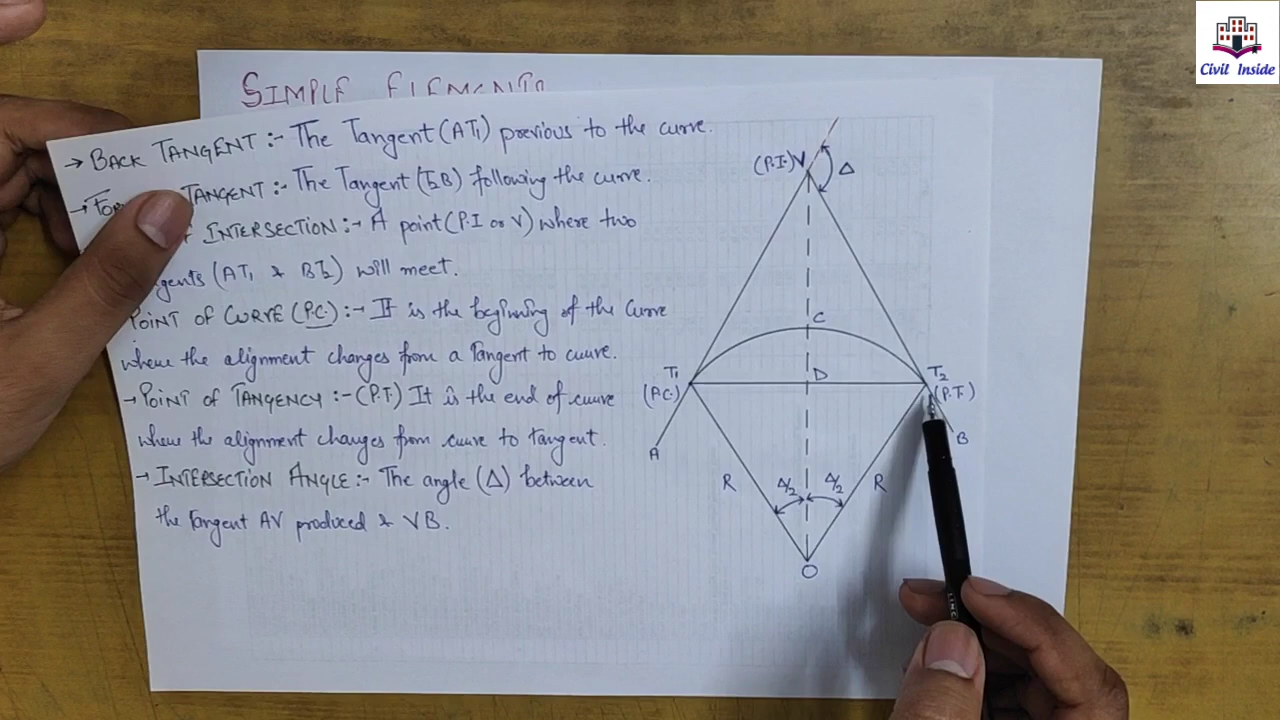 Civil Inside
SIMPLE ELEMENTS
→ BACK TANGENT :- The Tangent (AT1) previous to the curve.
→ TANGENT :- The Tangent (T2B) following the curve.
INTERSECTION :- A point (P.I or V) where two
(AT1 & BT2) will meet.
POINT OF CURVE (P.C.) :- It is the beginning of the Curve
where the alignment changes from a Tangent to curve.
→ POINT OF TANGENCY :- (P.T.) It is the end of curve
where the alignment changes from curve to tangent.
→ INTERSECTION ANGLE :- The angle (Δ) between
the Tangent AV produced & VB.
(P.I.) V
Δ
C
T1
D
T2
(P.C.)
(P.T.)
A
B
R
Δ/2
Δ/2
R
O